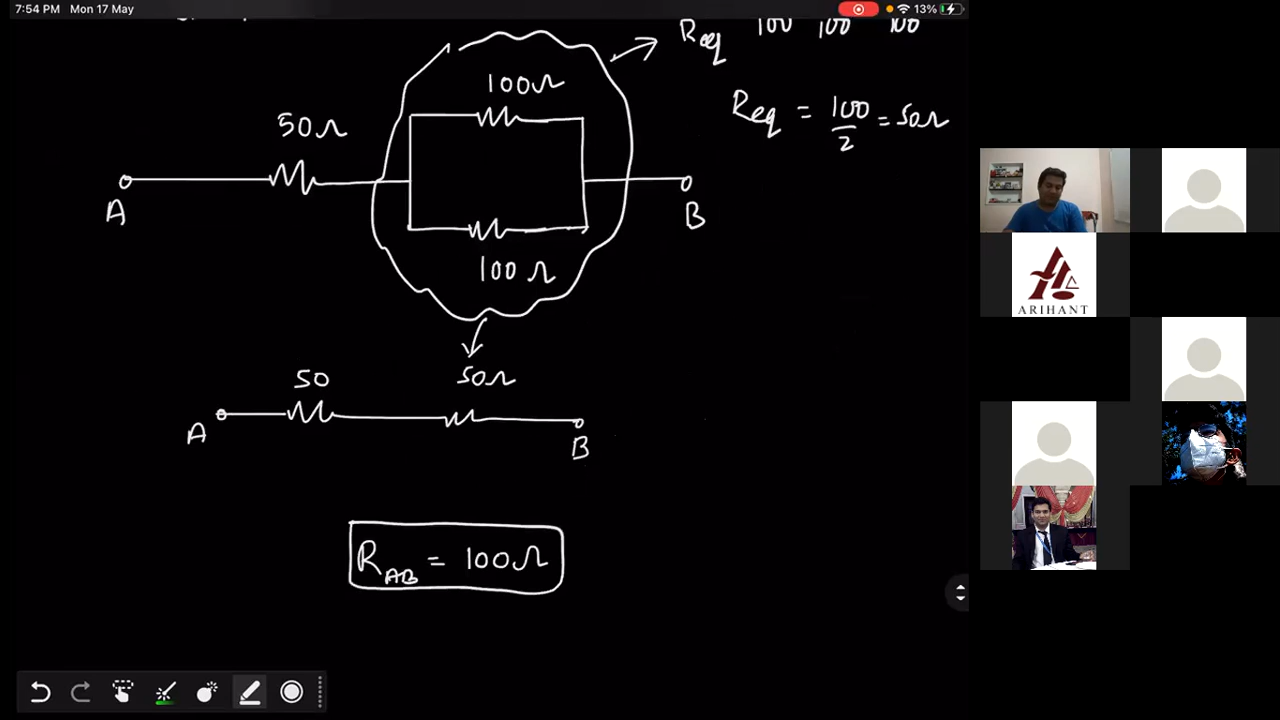 7:54 PM Mon 17 May
13%
Req 100 100 100
100Ω
Req = 100/2 = 50Ω
50Ω
A
B
100Ω
ARIHANT
50
50Ω
A
B
R_AB = 100Ω